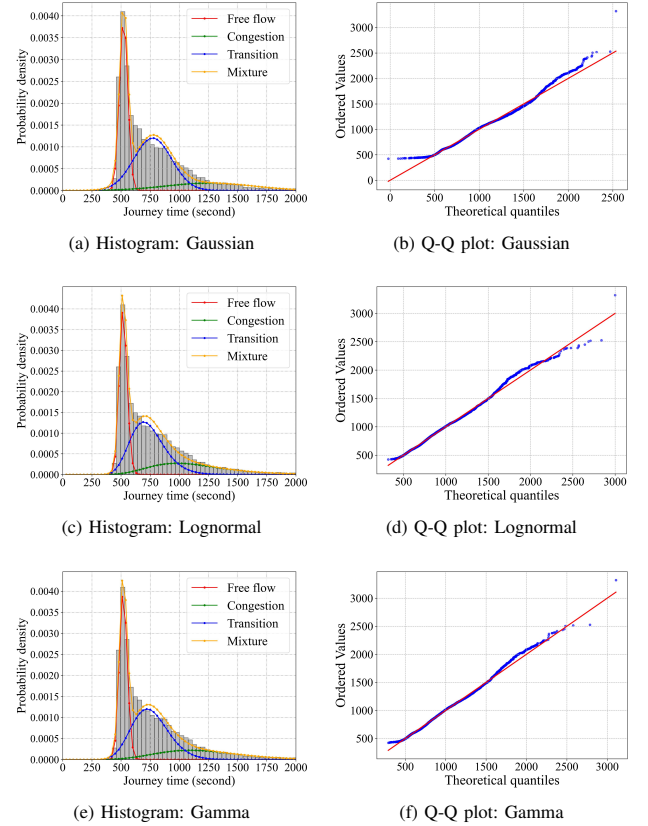 Probability density
0.0040
0.0035
0.0030
0.0025
0.0020
0.0015
0.0010
0.0005
0.0000
Free flow
Congestion
Transition
Mixture
0 250 500 750 1000 1250 1500 1750 2000
Journey time (second)
(a) Histogram: Gaussian
Ordered Values
3000
2500
2000
1500
1000
500
0
0 500 1000 1500 2000 2500
Theoretical quantiles
(b) Q-Q plot: Gaussian
Probability density
0.0040
0.0035
0.0030
0.0025
0.0020
0.0015
0.0010
0.0005
0.0000
Free flow
Congestion
Transition
Mixture
0 250 500 750 1000 1250 1500 1750 2000
Journey time (second)
(c) Histogram: Lognormal
Ordered Values
3000
2500
2000
1500
1000
500
500 1000 1500 2000 2500 3000
Theoretical quantiles
(d) Q-Q plot: Lognormal
Probability density
0.0040
0.0035
0.0030
0.0025
0.0020
0.0015
0.0010
0.0005
0.0000
Free flow
Congestion
Transition
Mixture
0 250 500 750 1000 1250 1500 1750 2000
Journey time (second)
(e) Histogram: Gamma
Ordered Values
3000
2500
2000
1500
1000
500
500 1000 1500 2000 2500 3000
Theoretical quantiles
(f) Q-Q plot: Gamma